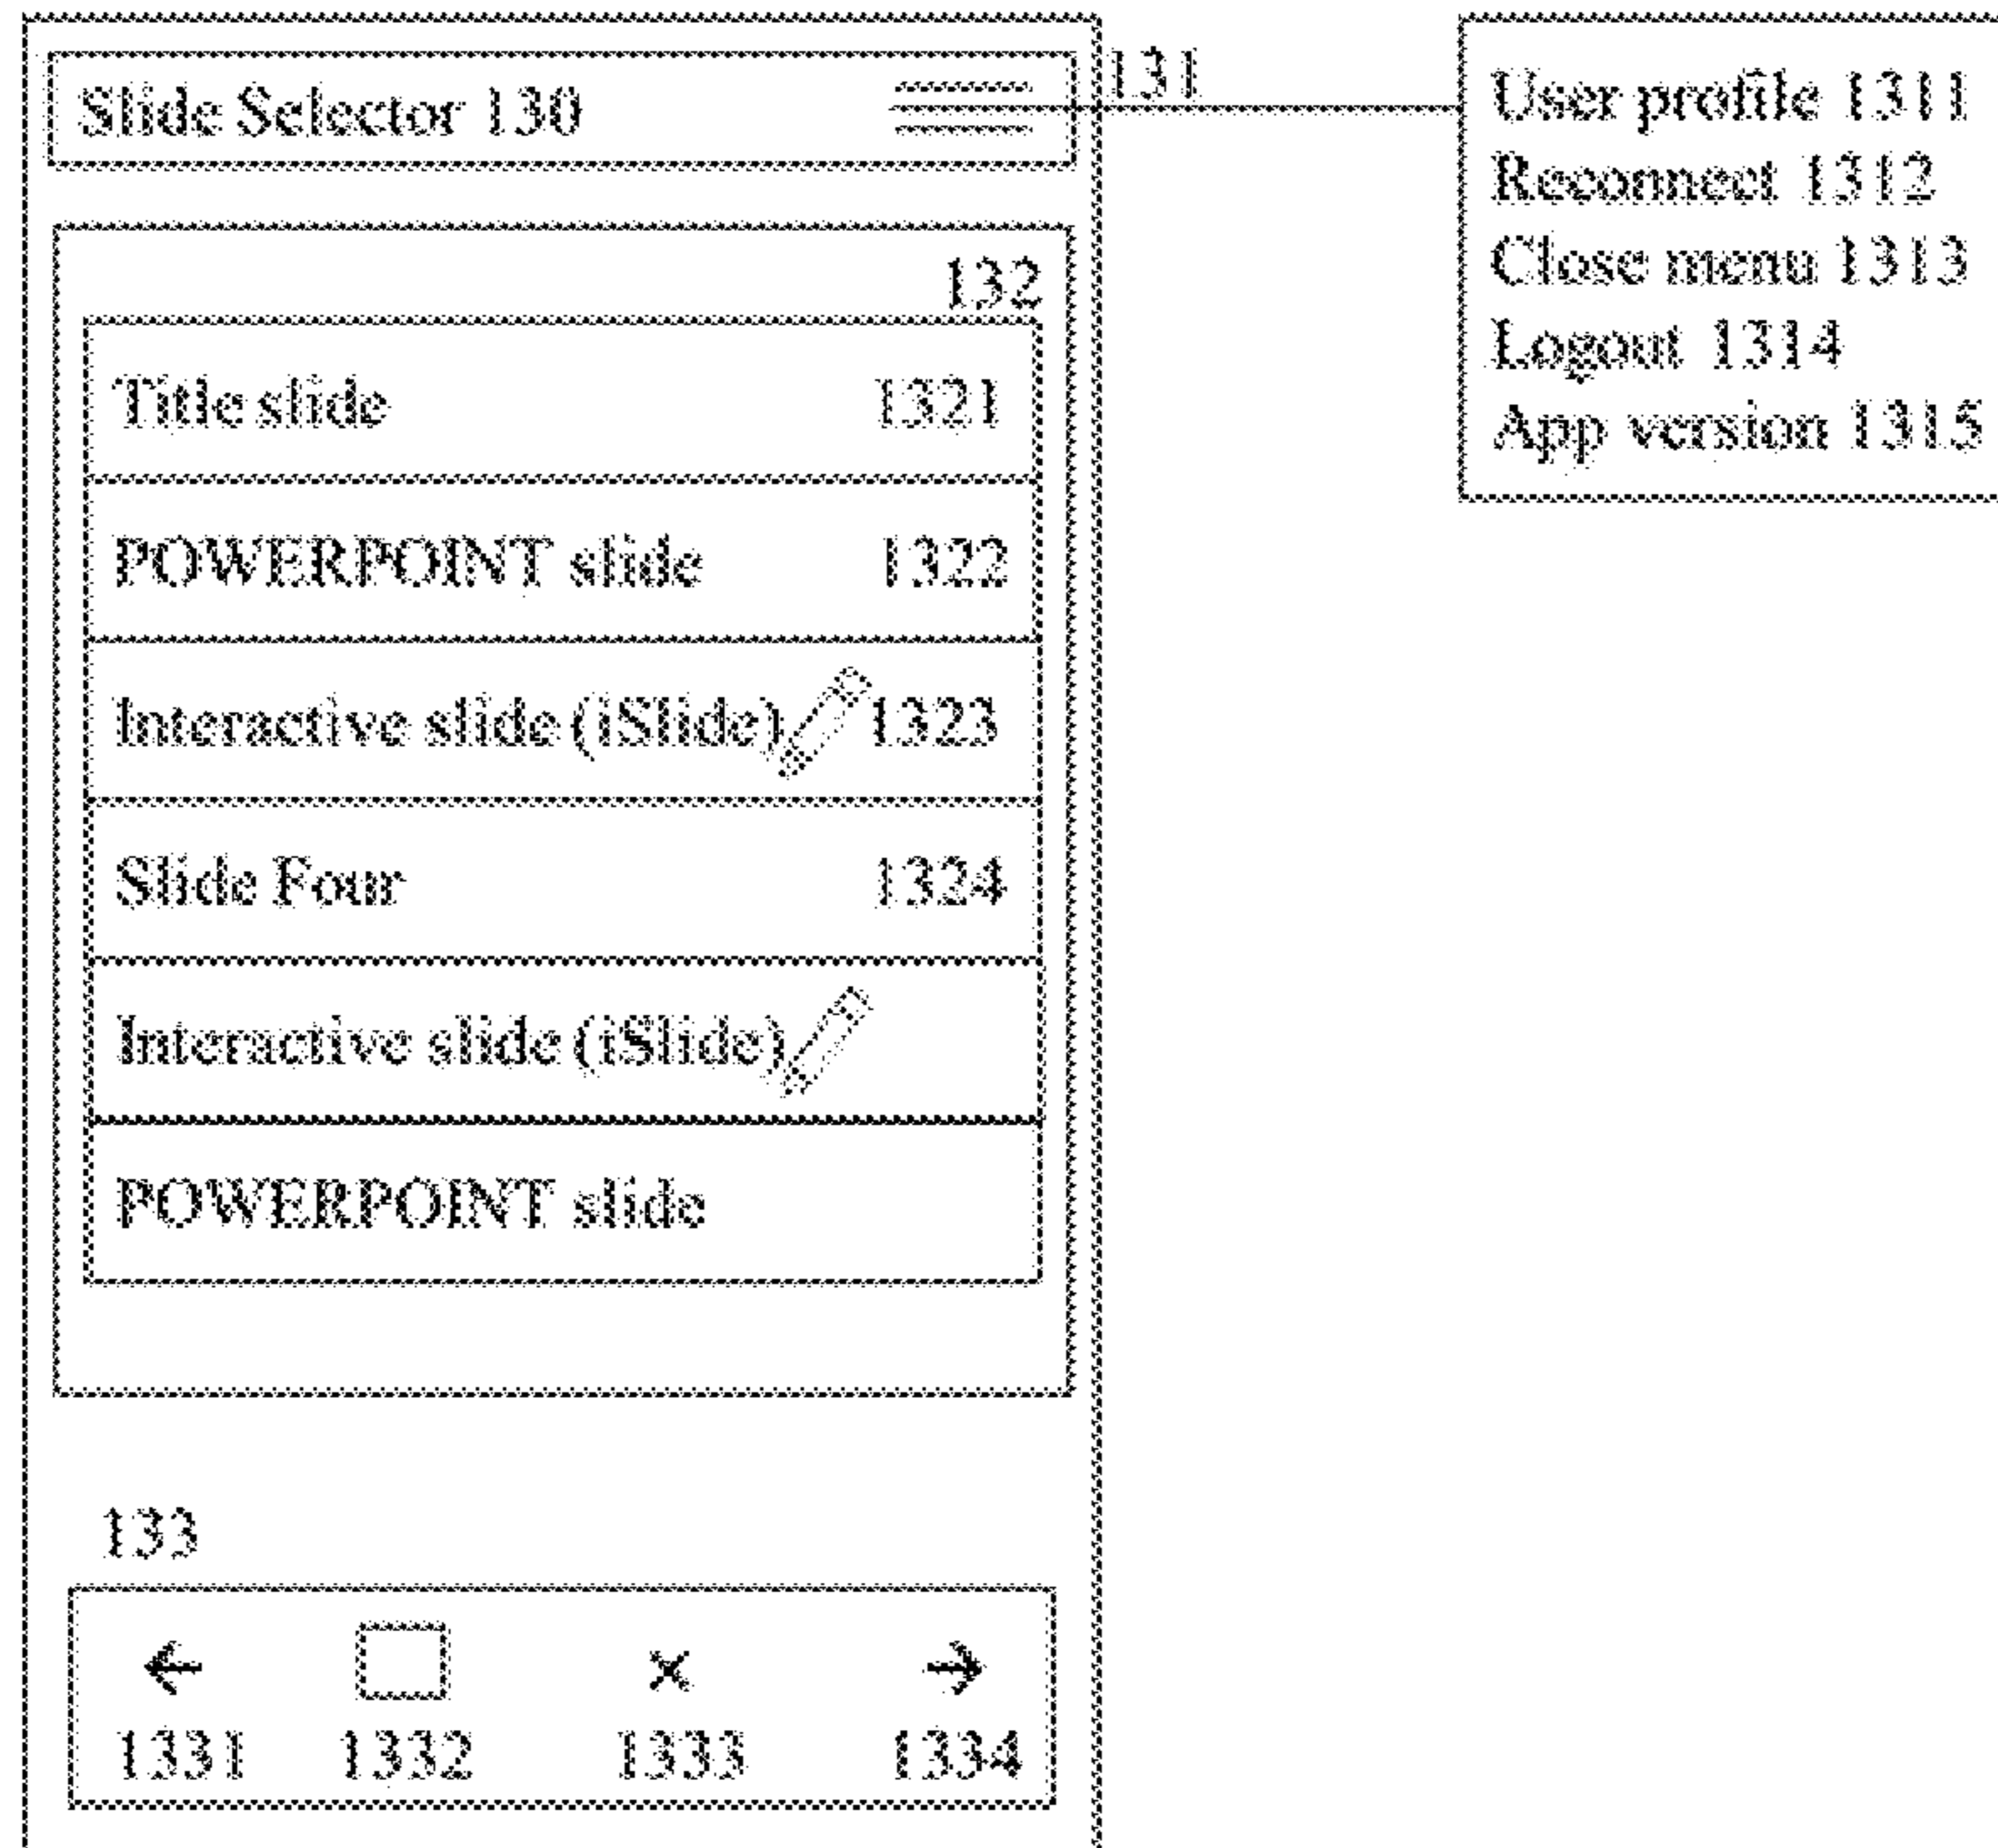 Slide Selector 130
131
User profile 1311
Reconnect 1312
Close menu 1313
Logout 1314
App version 1315
132
Title slide 1321
POWERPOINT slide 1322
Interactive slide (iSlide) 1323
Slide Four 1324
Interactive slide (iSlide)
POWERPOINT slide
133
← × →
1331 1332 1333 1334